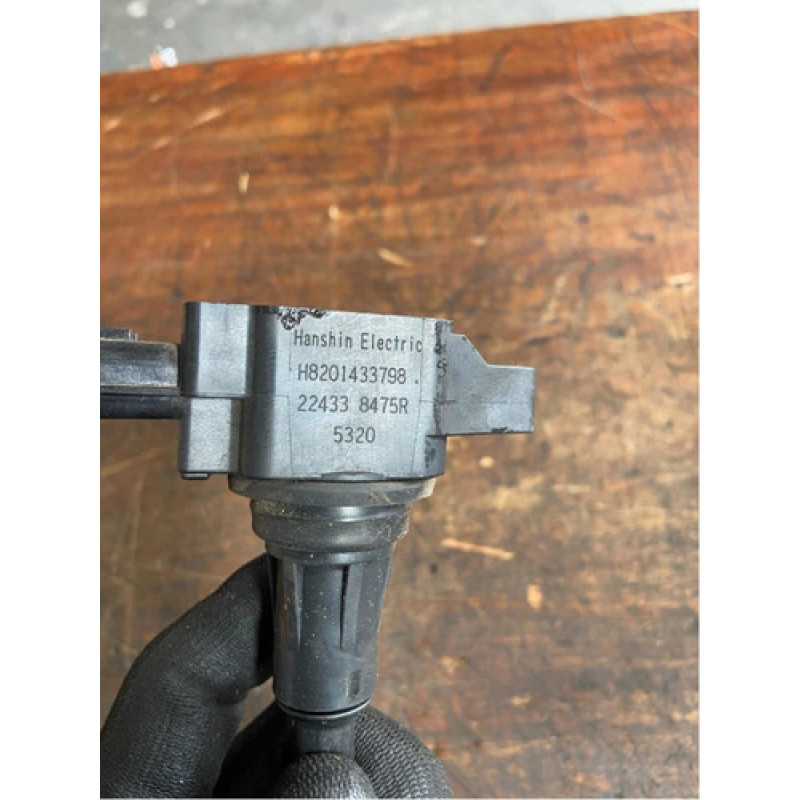 Hanshin Electric
H8201433798.
22433 8475R
5320